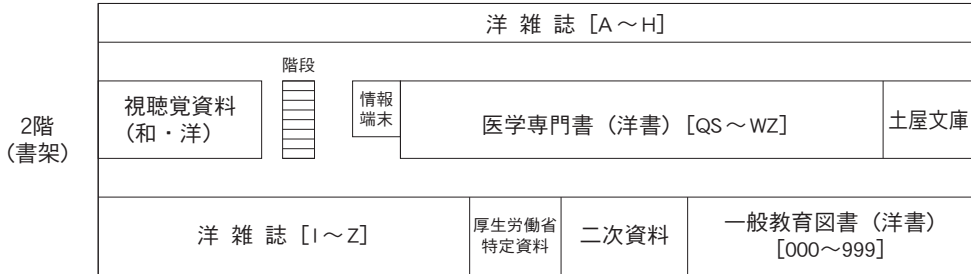 洋 雑 誌 [A～H]
階段
2階
(書架)
視聴覚資料
(和・洋)
情報
端末
医学専門書 (洋書) [QS～WZ]
土屋文庫
洋 雑 誌 [I～Z]
厚生労働省
特定資料
二次資料
一般教育図書 (洋書)
[000～999]